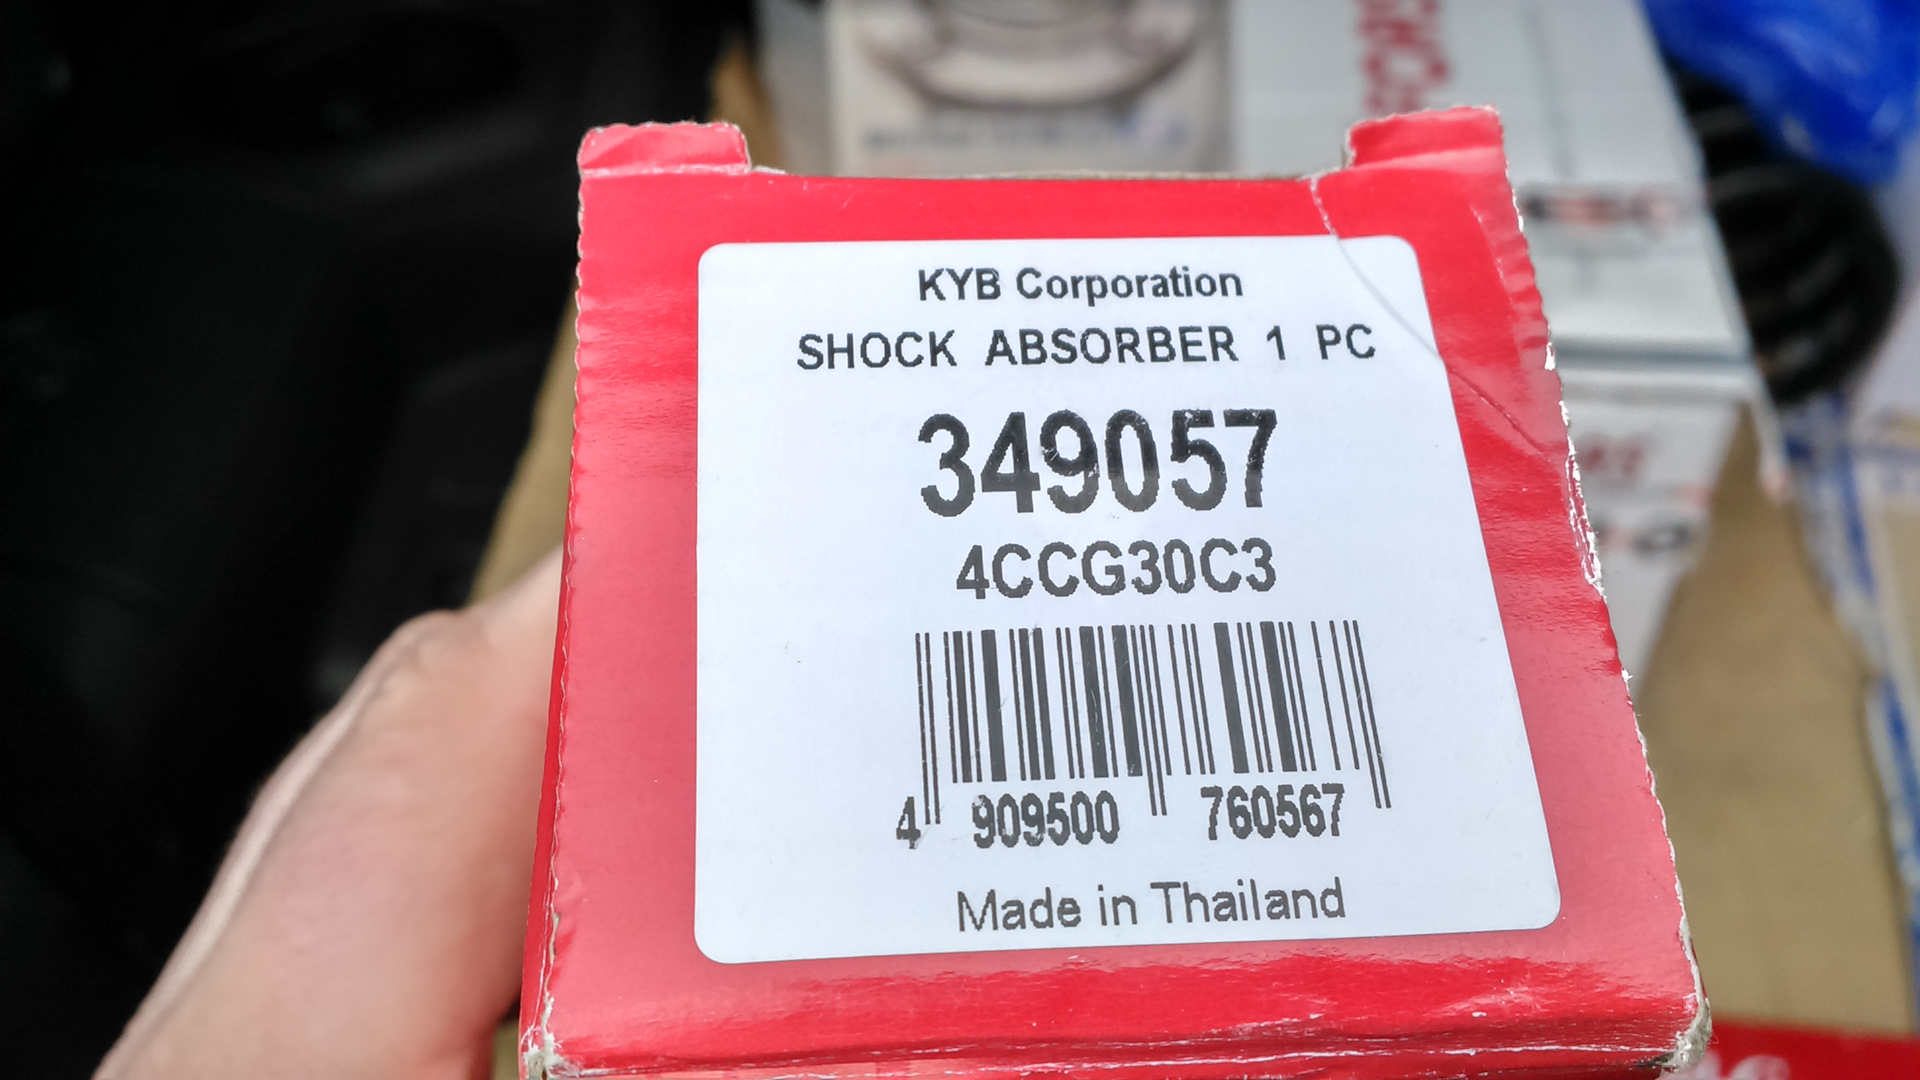 KYB Corporation
SHOCK ABSORBER 1 PC
349057
4CCG30C3
4 909500 760567
Made in Thailand